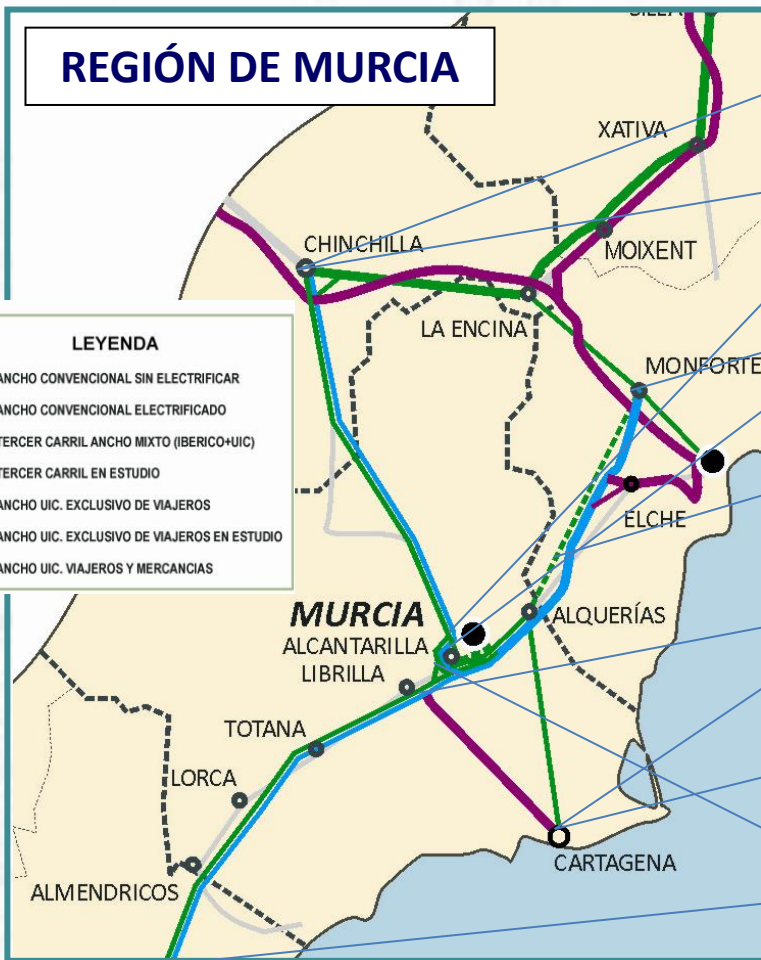 REGIÓN DE MURCIA
XATIVA
CHINCHILLA
MOIXENT
LA ENCINA
MONFORTE
LEYENDA
ANCHO CONVENCIONAL SIN ELECTRIFICAR
ANCHO CONVENCIONAL ELECTRIFICADO
TERCER CARRIL ANCHO MIXTO (IBERICO+UIC)
TERCER CARRIL EN ESTUDIO
ANCHO UIC. EXCLUSIVO DE VIAJEROS
ANCHO UIC. EXCLUSIVO DE VIAJEROS EN ESTUDIO
ANCHO UIC. VIAJEROS Y MERCANCIAS
ELCHE
MURCIA
ALCANTARILLA
ALQUERÍAS
LIBRILLA
TOTANA
LORCA
CARTAGENA
ALMENDRICOS